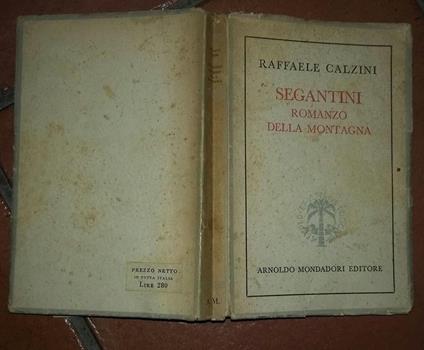 RAFFAELE CALZINI
SEGANTINI
ROMANZO
DELLA MONTAGNA
ARNOLDO MONDADORI EDITORE
PREZZO NETTO
IN TUTTA ITALIA
LIRE 280